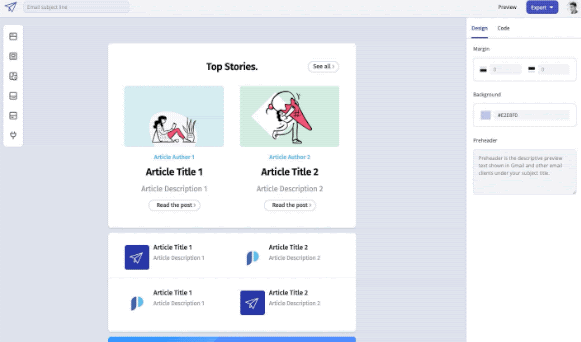 Email subject line
Preview
Export
Design
Code
Margin
Background
Preheader
Preheader is the descriptive preview
text shown in Gmail and other email
clients under your subject title.
Top Stories.
See all ›
Article Author 1
Article Title 1
Article Description 1
Read the post ›
Article Author 2
Article Title 2
Article Description 2
Read the post ›
Article Title 1
Article Description 1
Article Title 2
Article Description 2
Article Title 1
Article Description 1
Article Title 2
Article Description 2